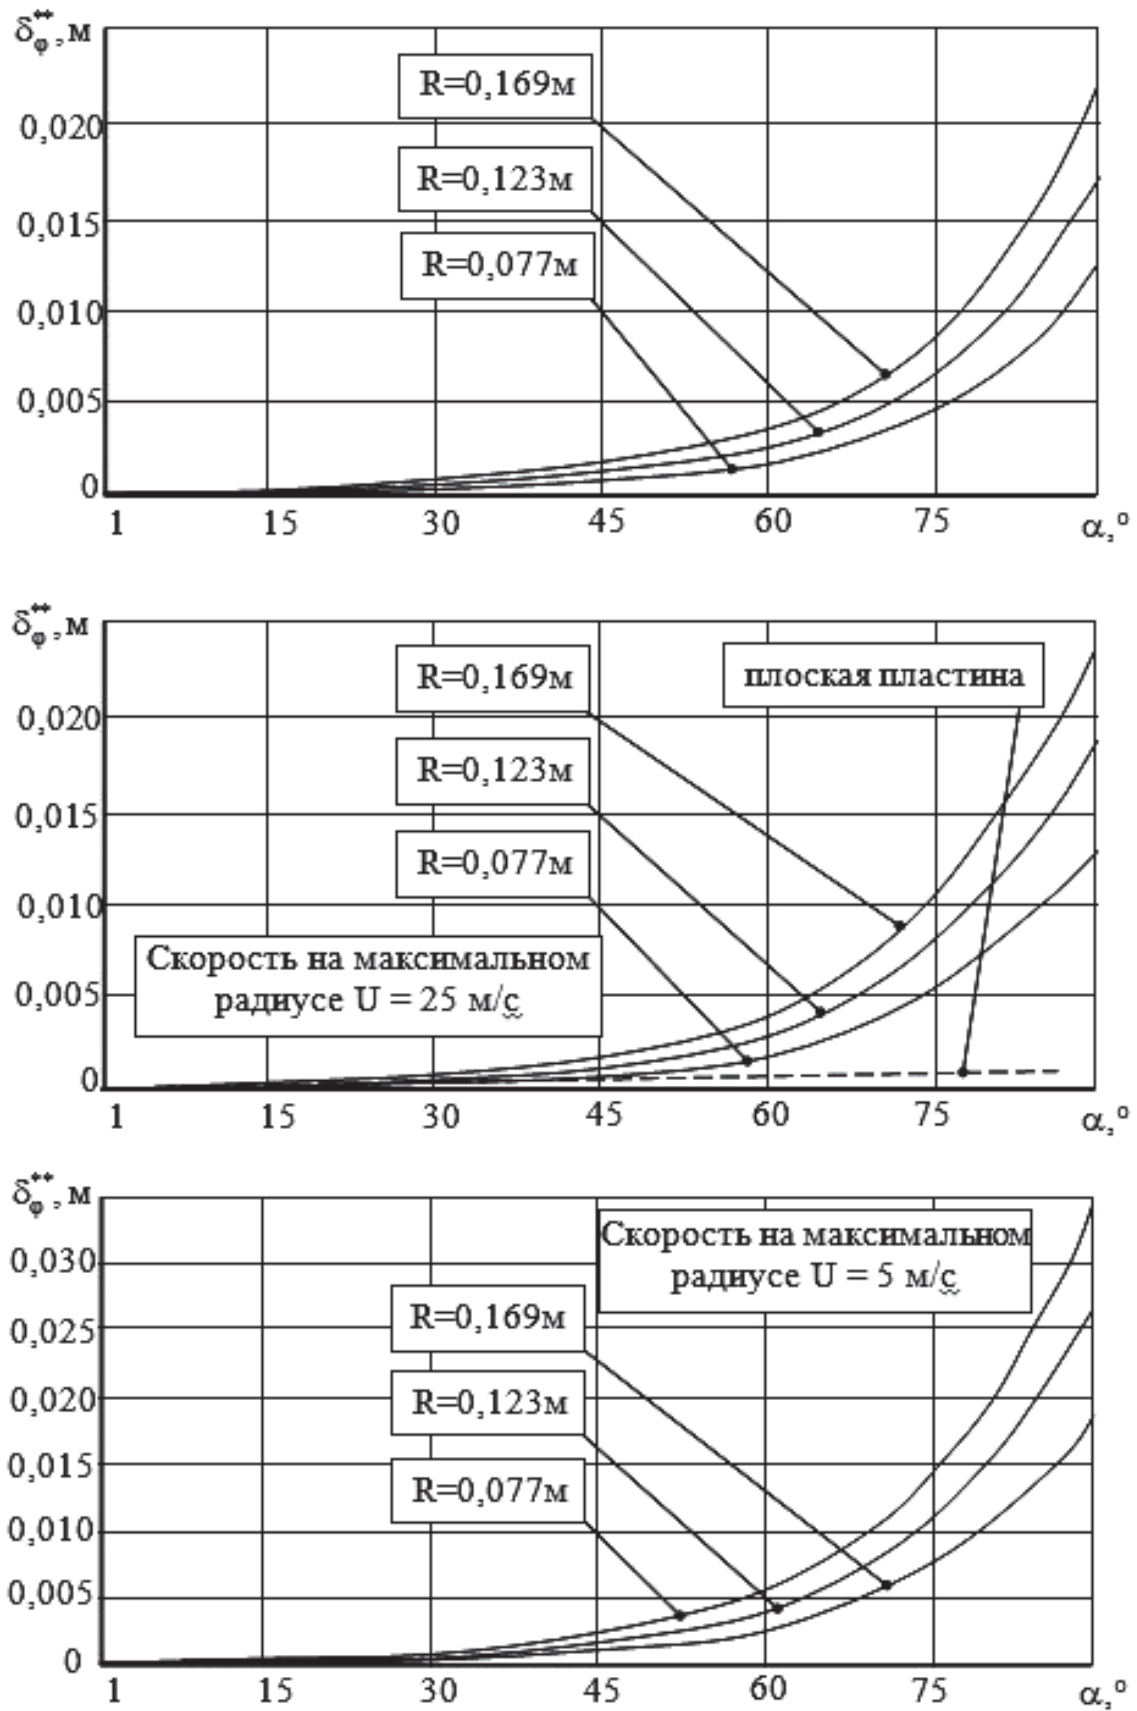 δφ**, м
R=0,169м
0,020
R=0,123м
0,015
R=0,077м
0,010
0,005
0
1 15 30 45 60 75 α,°
δφ**, м
R=0,169м
плоская пластина
0,020
R=0,123м
0,015
R=0,077м
0,010
Скорость на максимальном
радиусе U = 25 м/с
0,005
0
1 15 30 45 60 75 α,°
δφ**, м
Скорость на максимальном
радиусе U = 5 м/с
0,030
R=0,169м
0,025
R=0,123м
0,020
R=0,077м
0,015
0,010
0,005
0
1 15 30 45 60 75 α,°